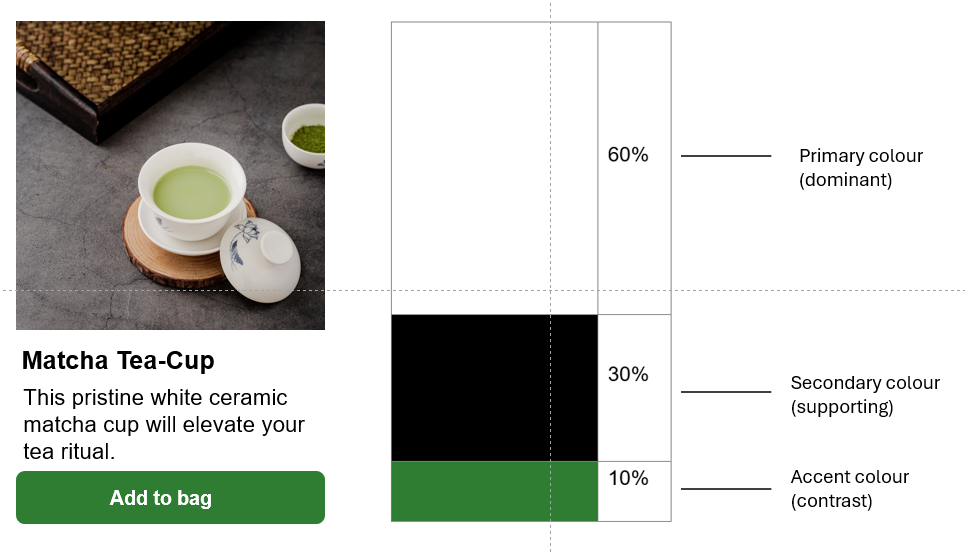 Matcha Tea-Cup
This pristine white ceramic
matcha cup will elevate your
tea ritual.
Add to bag
60%
Primary colour
(dominant)
30%
Secondary colour
(supporting)
10%
Accent colour
(contrast)